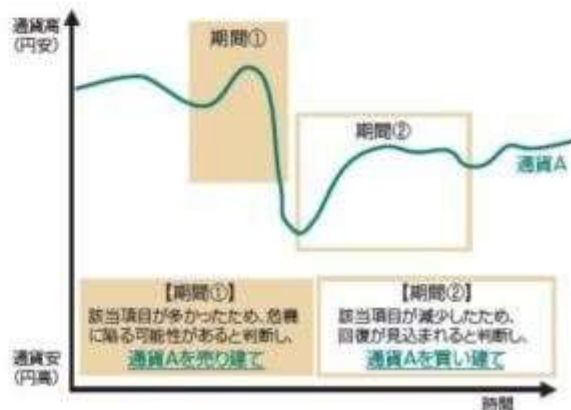 通貨高
(円安)
期間①
期間②
通貨A
【期間①】
該当項目が多かったため、危機
に陥る可能性があると判断し、
通貨Aを売り建て
【期間②】
該当項目が減少したため、
回復が見込まれると判断し、
通貨Aを買い建て
通貨安
(円高)
時間